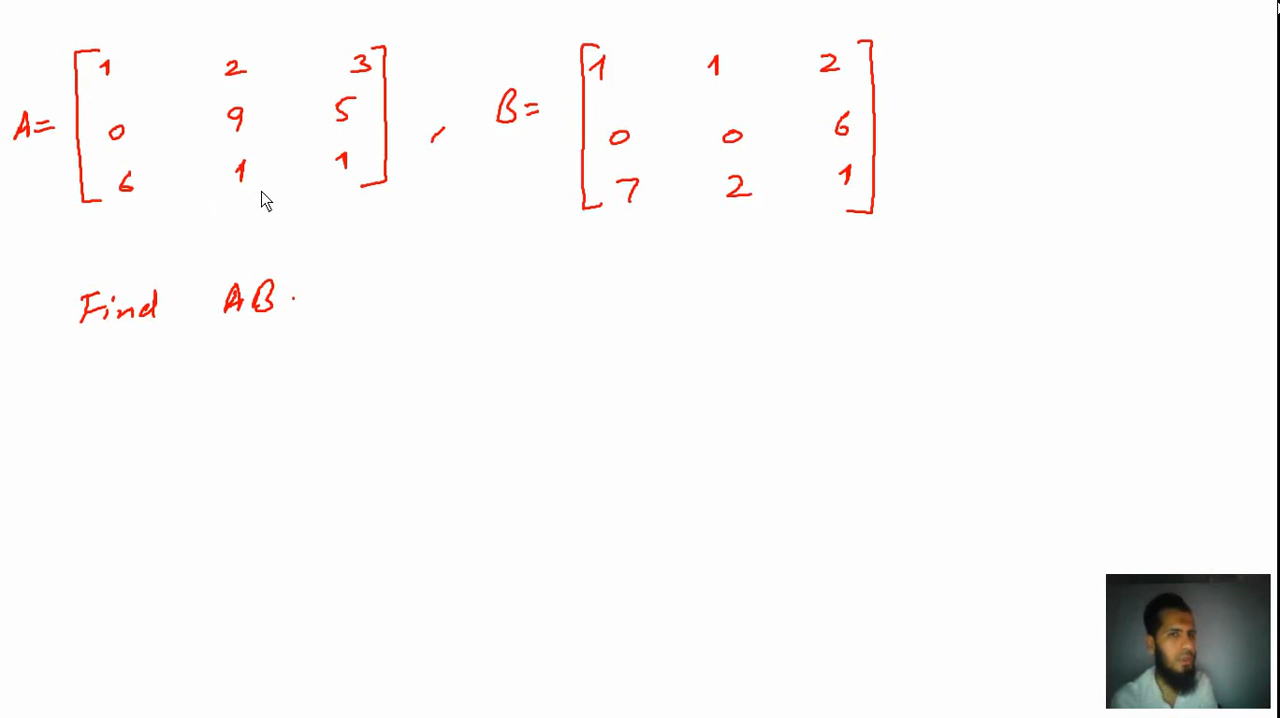 A= [ 1 2 3 ] , B= [ 1 1 2 ]
0 9 5 0 0 6
6 1 1 7 2 1
Find AB.